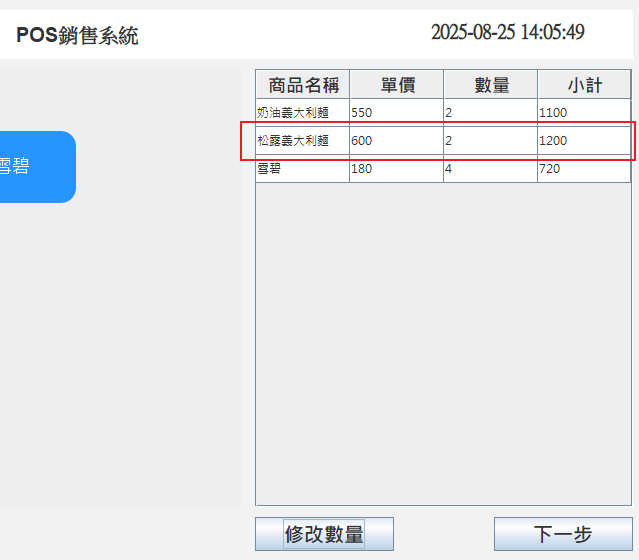 POS銷售系統 2025-08-25 14:05:49
商品名稱 單價 數量 小計
奶油義大利麵 550 2 1100
松露義大利麵 600 2 1200
雪碧 180 4 720
雪碧
修改數量 下一步